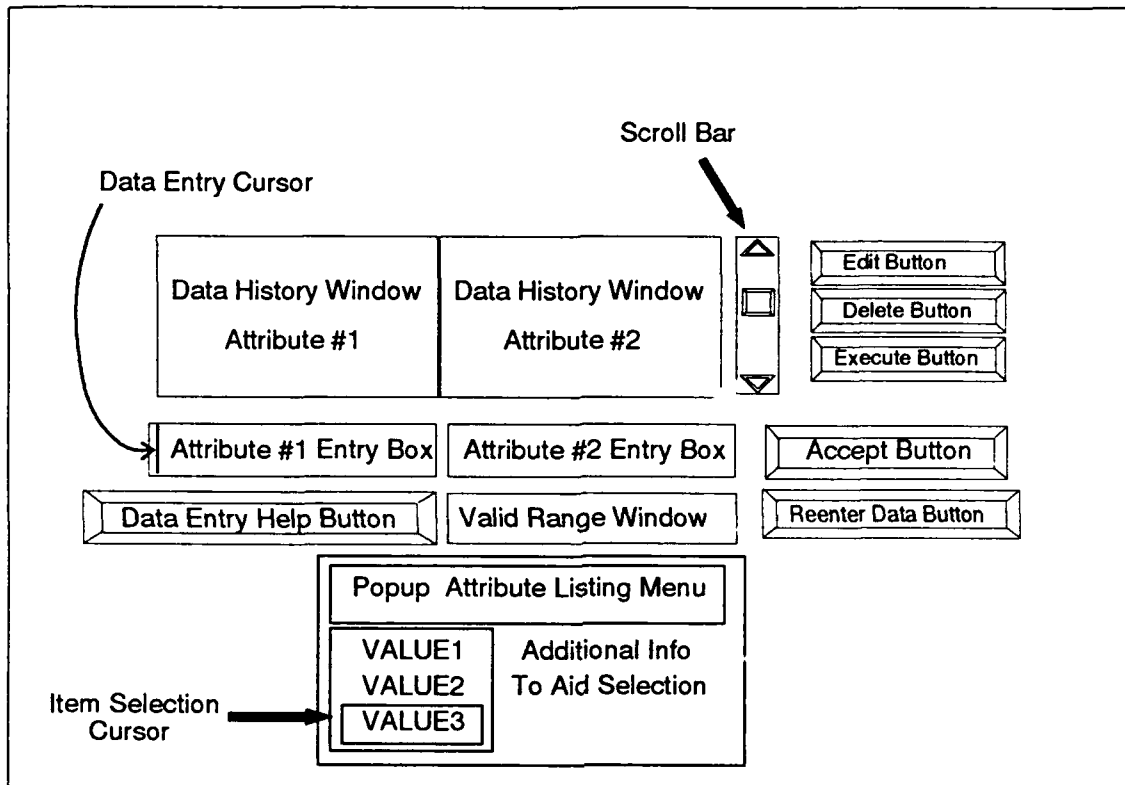 Scroll Bar
Data Entry Cursor
Data History Window
Attribute #1
Data History Window
Attribute #2
Edit Button
Delete Button
Execute Button
Attribute #1 Entry Box
Attribute #2 Entry Box
Accept Button
Data Entry Help Button
Valid Range Window
Reenter Data Button
Popup Attribute Listing Menu
VALUE1
VALUE2
VALUE3
Additional Info
To Aid Selection
Item Selection
Cursor